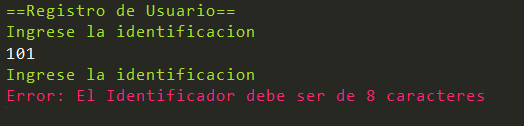 ==Registro de Usuario==
Ingrese la identificacion
101
Ingrese la identificacion
Error: El Identificador debe ser de 8 caracteres